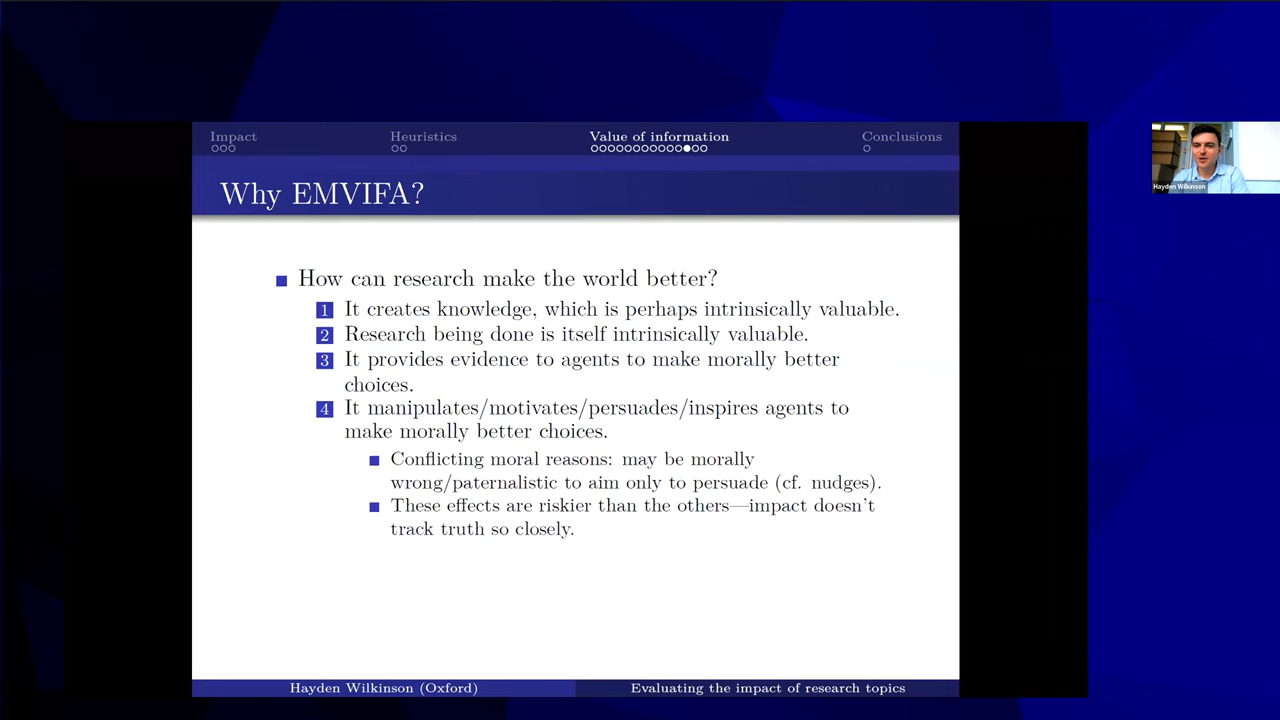 Impact
Heuristics
Value of information
Conclusions
Why EMVIFA?
How can research make the world better?
1 It creates knowledge, which is perhaps intrinsically valuable.
2 Research being done is itself intrinsically valuable.
3 It provides evidence to agents to make morally better
choices.
4 It manipulates/motivates/persuades/inspires agents to
make morally better choices.
Conflicting moral reasons: may be morally
wrong/paternalistic to aim only to persuade (cf. nudges).
These effects are riskier than the others—impact doesn't
track truth so closely.
Hayden Wilkinson (Oxford)
Evaluating the impact of research topics
Hayden Wilkinson